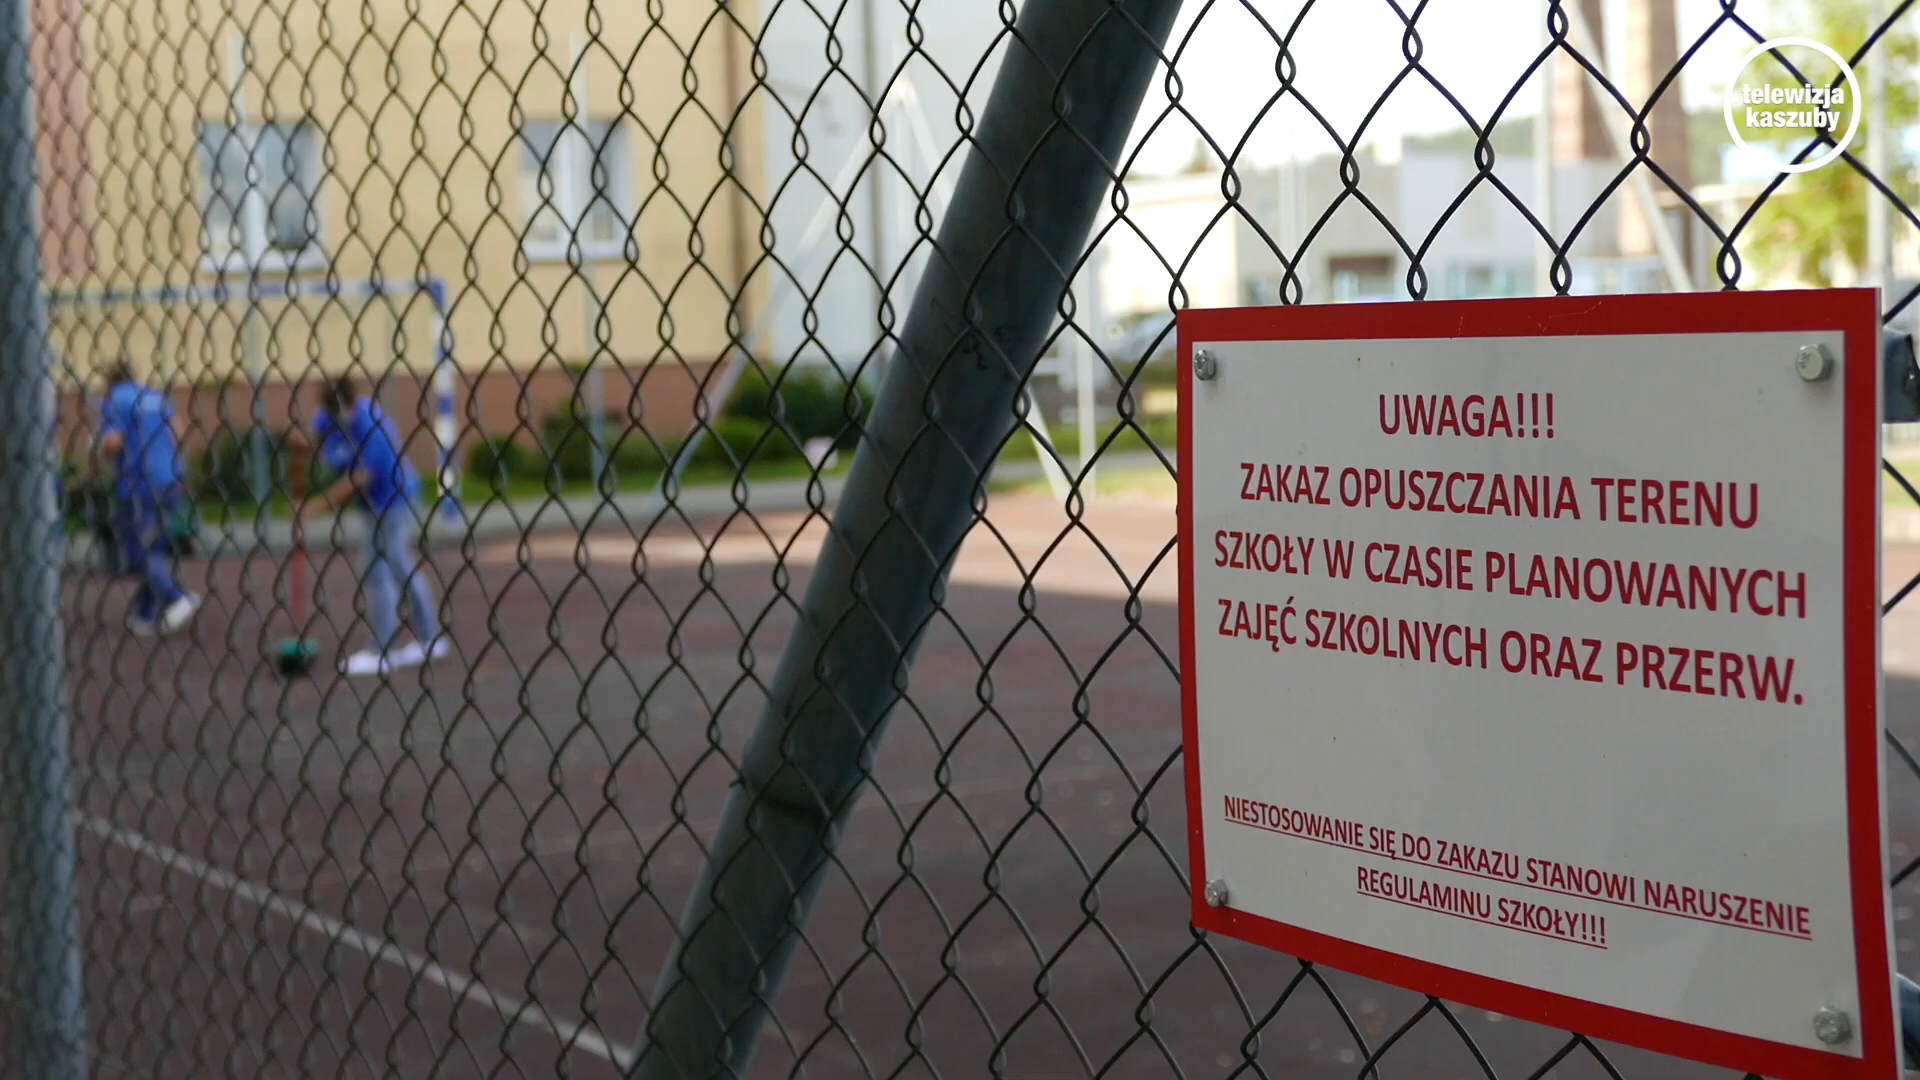 telewizja
kaszuby
UWAGA!!!
ZAKAZ OPUSZCZANIA TERENU
SZKOŁY W CZASIE PLANOWANYCH
ZAJĘĆ SZKOLNYCH ORAZ PRZERW.
NIESTOSOWANIE SIĘ DO ZAKAZU STANOWI NARUSZENIE
REGULAMINU SZKOŁY!!!